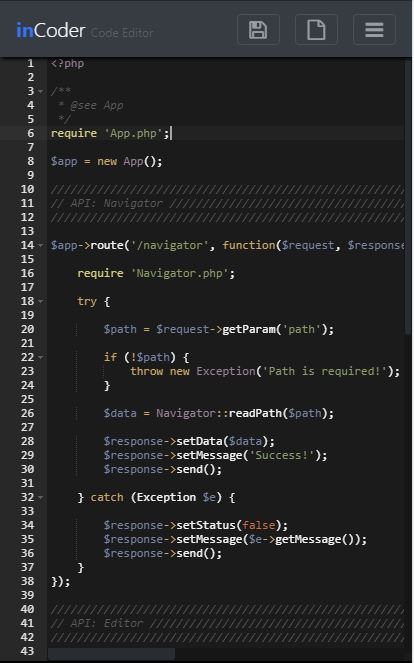 inCoder Code Editor
1 <?php
2
3 /**
4  * @see App
5  */
6 require 'App.php';
7
8 $app = new App();
9
10 //////////////////////////////////////////////////////
11 // API: Navigator ////////////////////////////////////
12 //////////////////////////////////////////////////////
13
14 $app->route('/navigator', function($request, $response
15
16     require 'Navigator.php';
17
18     try {
19
20         $path = $request->getParam('path');
21
22         if (!$path) {
23             throw new Exception('Path is required!');
24         }
25
26         $data = Navigator::readPath($path);
27
28         $response->setData($data);
29         $response->setMessage('Success!');
30         $response->send();
31
32     } catch (Exception $e) {
33
34         $response->setStatus(false);
35         $response->setMessage($e->getMessage());
36         $response->send();
37     }
38 });
39
40 //////////////////////////////////////////////////////
41 // API: Editor ///////////////////////////////////////
42 //////////////////////////////////////////////////////
43